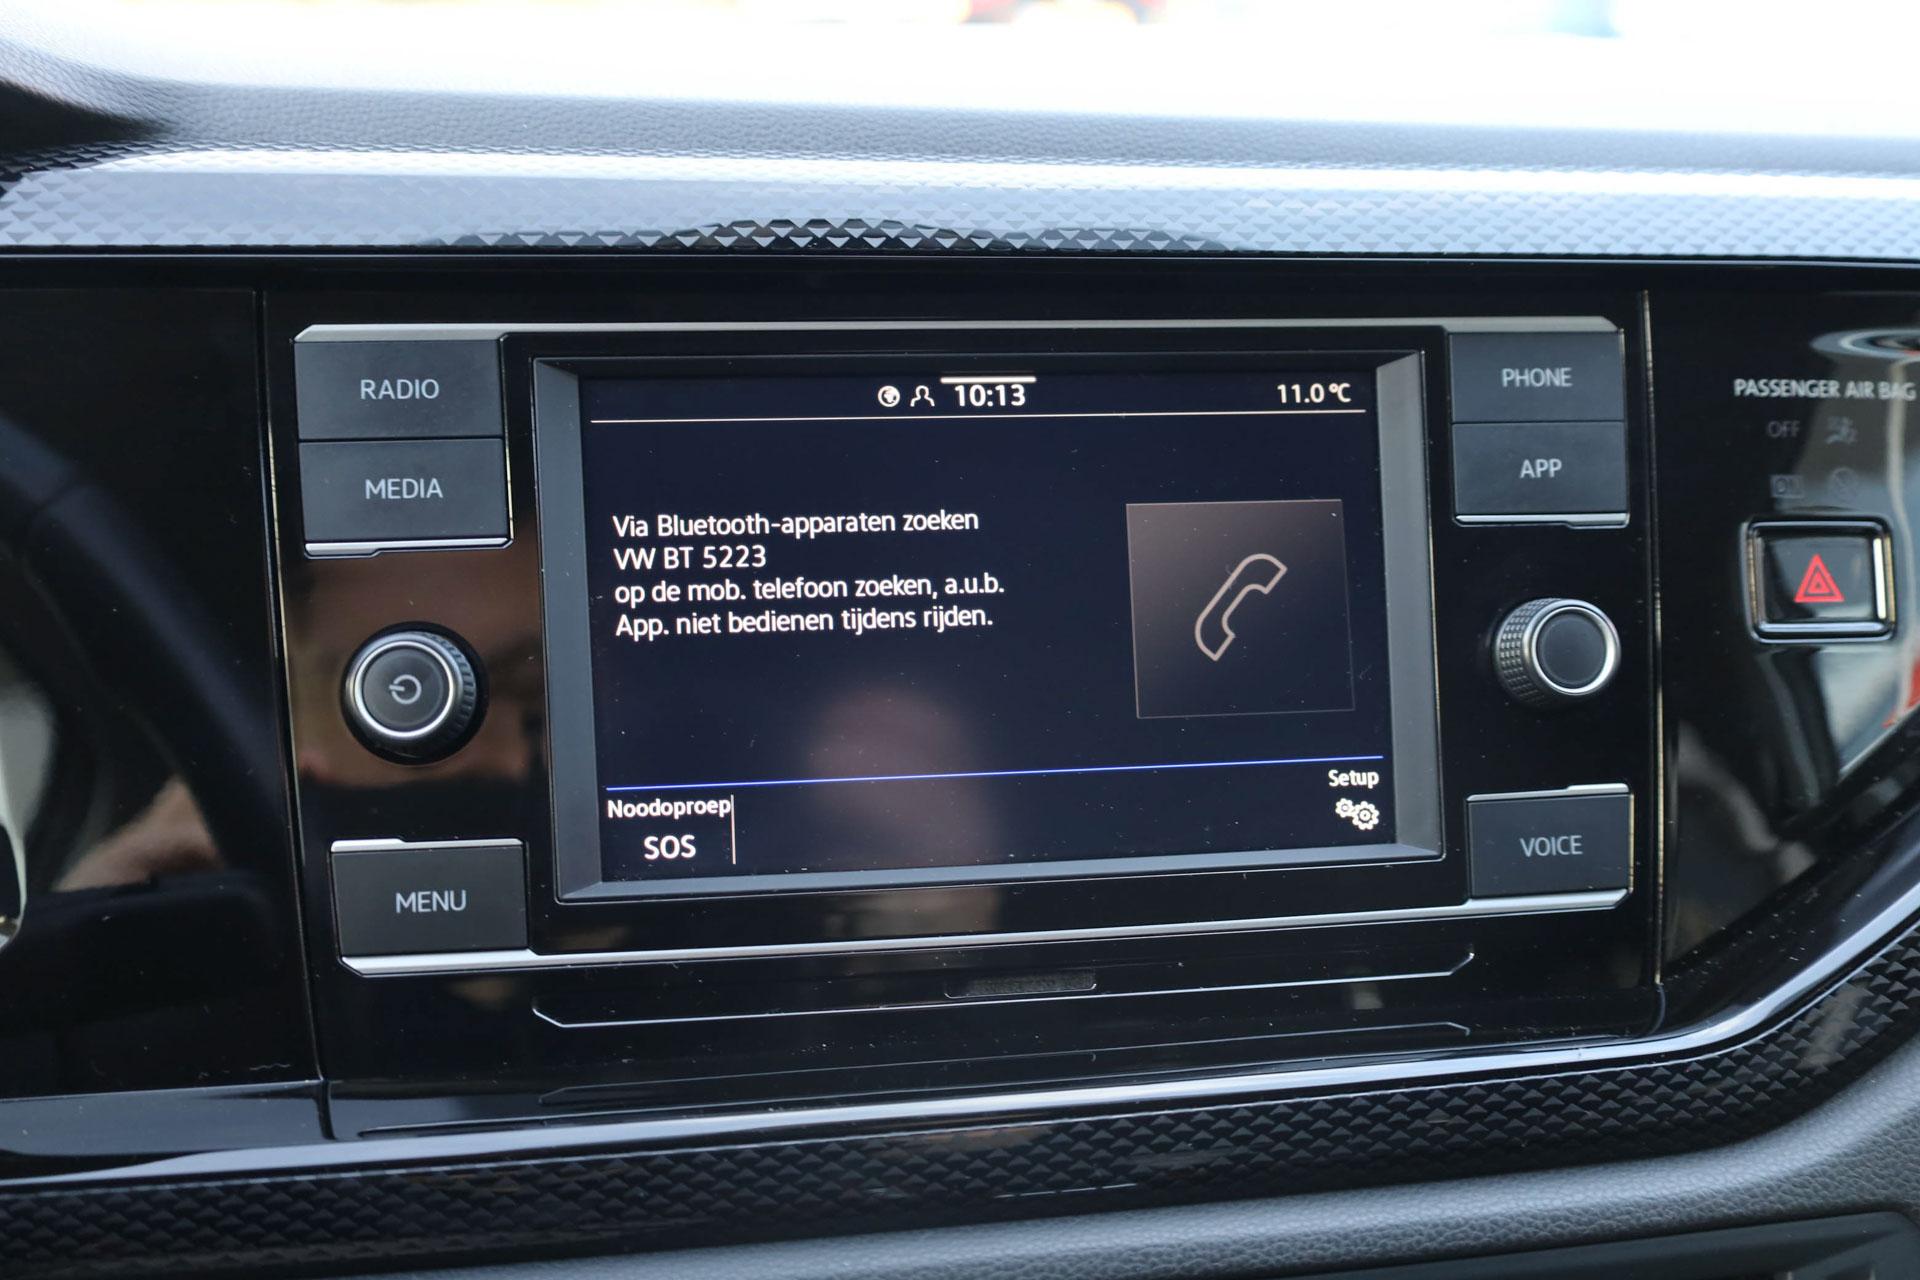 RADIO
MEDIA
MENU
10:13
11.0°C
Via Bluetooth-apparaten zoeken
VW BT 5223
op de mob. telefoon zoeken, a.u.b.
App. niet bedienen tijdens rijden.
Setup
Noodoproep
SOS
PHONE
APP
VOICE
PASSENGER AIR BAG
OFF
ON